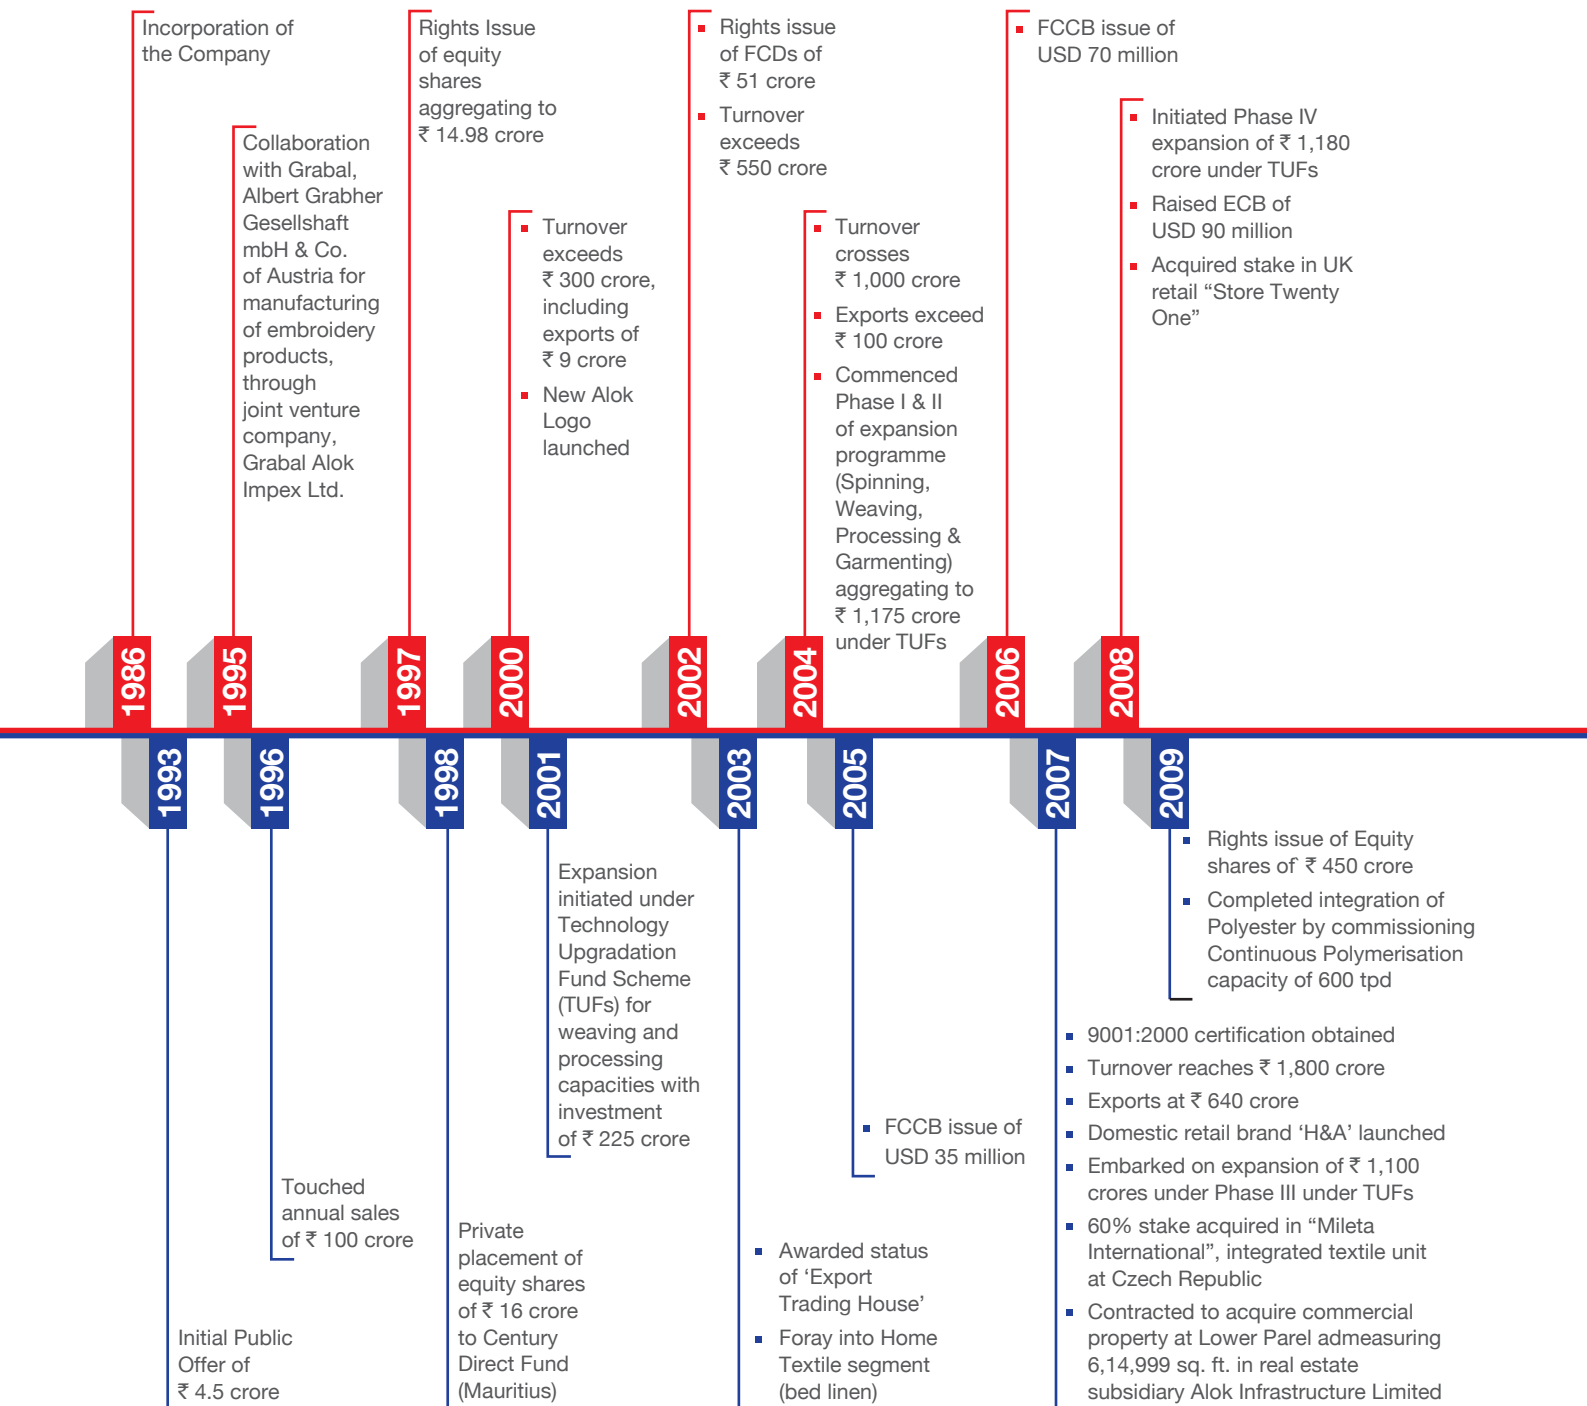 Incorporation of
the Company
Collaboration
with Grabal,
Albert Grabher
Gesellshaft
mbH & Co.
of Austria for
manufacturing
of embroidery
products,
through
joint venture
company,
Grabal Alok
Impex Ltd.
Rights Issue
of equity
shares
aggregating to
₹ 14.98 crore
▪ Turnover
exceeds
₹ 300 crore,
including
exports of
₹ 9 crore
▪ New Alok
Logo
launched
▪ Rights issue
of FCDs of
₹ 51 crore
▪ Turnover
exceeds
₹ 550 crore
▪ Turnover
crosses
₹ 1,000 crore
▪ Exports exceed
₹ 100 crore
▪ Commenced
Phase I & II
of expansion
programme
(Spinning,
Weaving,
Processing &
Garmenting)
aggregating to
₹ 1,175 crore
under TUFs
▪ FCCB issue of
USD 70 million
▪ Initiated Phase IV
expansion of ₹ 1,180
crore under TUFs
▪ Raised ECB of
USD 90 million
▪ Acquired stake in UK
retail “Store Twenty
One”
1986
1995
1997
2000
2002
2004
2006
2008
1993
1996
1998
2001
2003
2005
2007
2009
Initial Public
Offer of
₹ 4.5 crore
Touched
annual sales
of ₹ 100 crore
Private
placement of
equity shares
of ₹ 16 crore
to Century
Direct Fund
(Mauritius)
Expansion
initiated under
Technology
Upgradation
Fund Scheme
(TUFs) for
weaving and
processing
capacities with
investment
of ₹ 225 crore
▪ Awarded status
of ‘Export
Trading House’
▪ Foray into Home
Textile segment
(bed linen)
▪ FCCB issue of
USD 35 million
▪ 9001:2000 certification obtained
▪ Turnover reaches ₹ 1,800 crore
▪ Exports at ₹ 640 crore
▪ Domestic retail brand ‘H&A’ launched
▪ Embarked on expansion of ₹ 1,100
crores under Phase III under TUFs
▪ 60% stake acquired in “Mileta
International”, integrated textile unit
at Czech Republic
▪ Contracted to acquire commercial
property at Lower Parel admeasuring
6,14,999 sq. ft. in real estate
subsidiary Alok Infrastructure Limited
▪ Rights issue of Equity
shares of` ₹ 450 crore
▪ Completed integration of
Polyester by commissioning
Continuous Polymerisation
capacity of 600 tpd